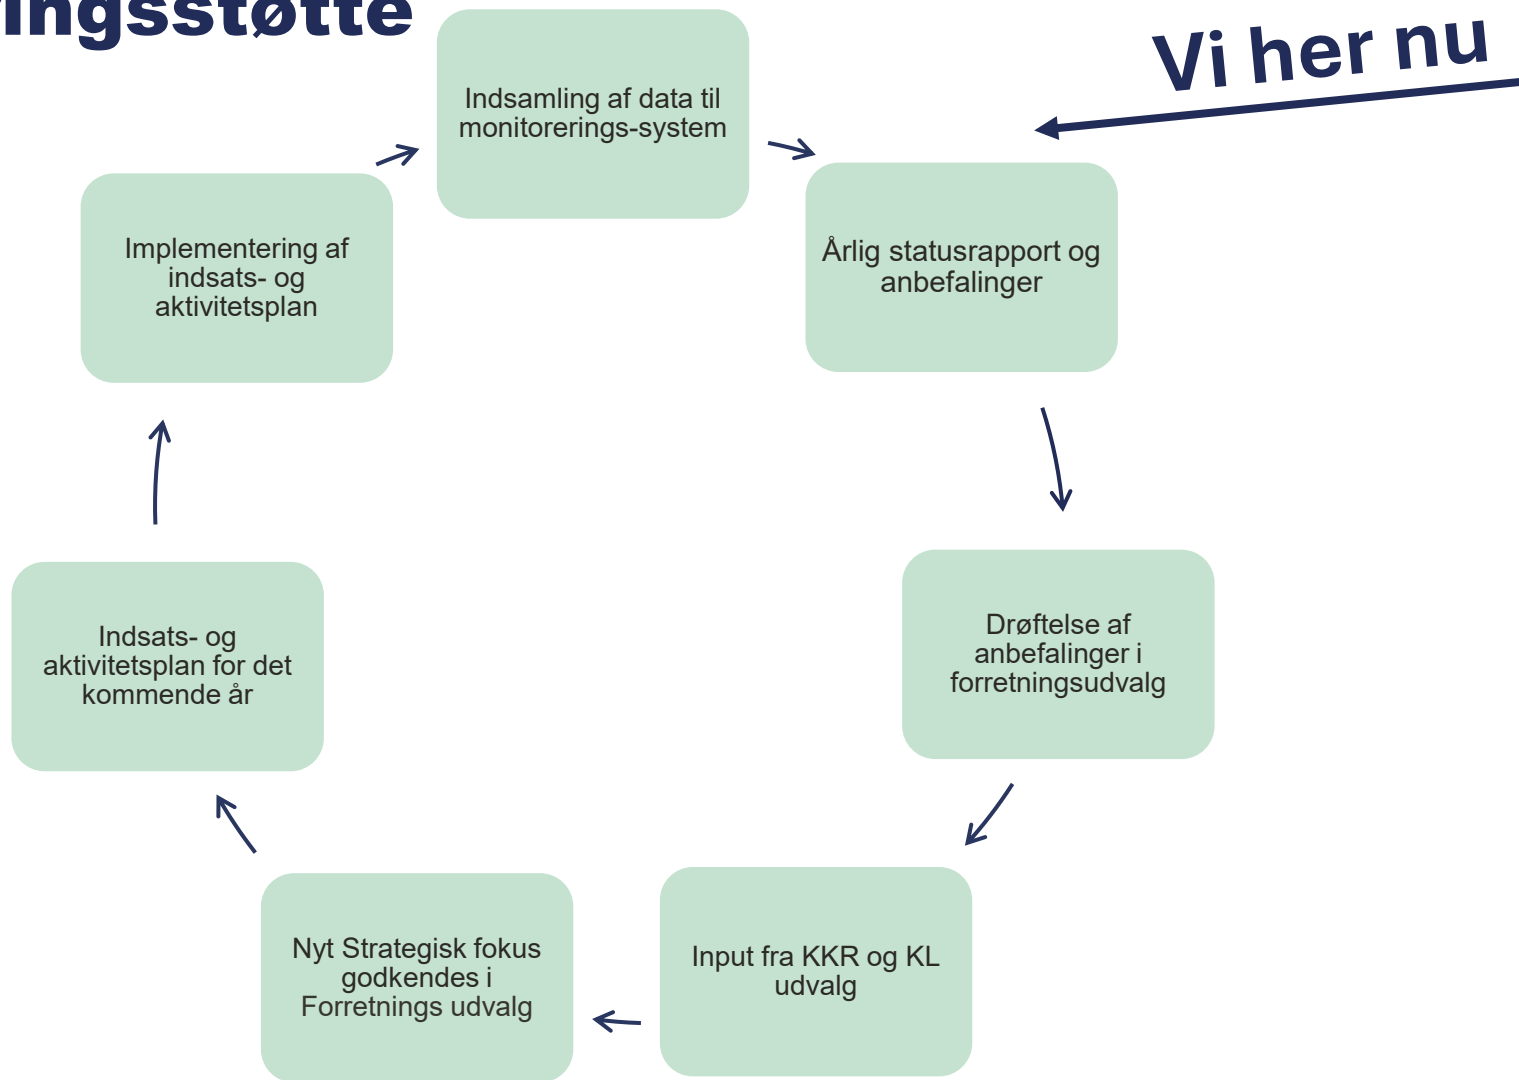 ingsstøtte
Vi her nu
Indsamling af data til
monitorerings-system
Årlig statusrapport og
anbefalinger
Drøftelse af
anbefalinger i
forretningsudvalg
Input fra KKR og KL
udvalg
Nyt Strategisk fokus
godkendes i
Forretnings udvalg
Indsats- og
aktivitetsplan for det
kommende år
Implementering af
indsats- og
aktivitetsplan